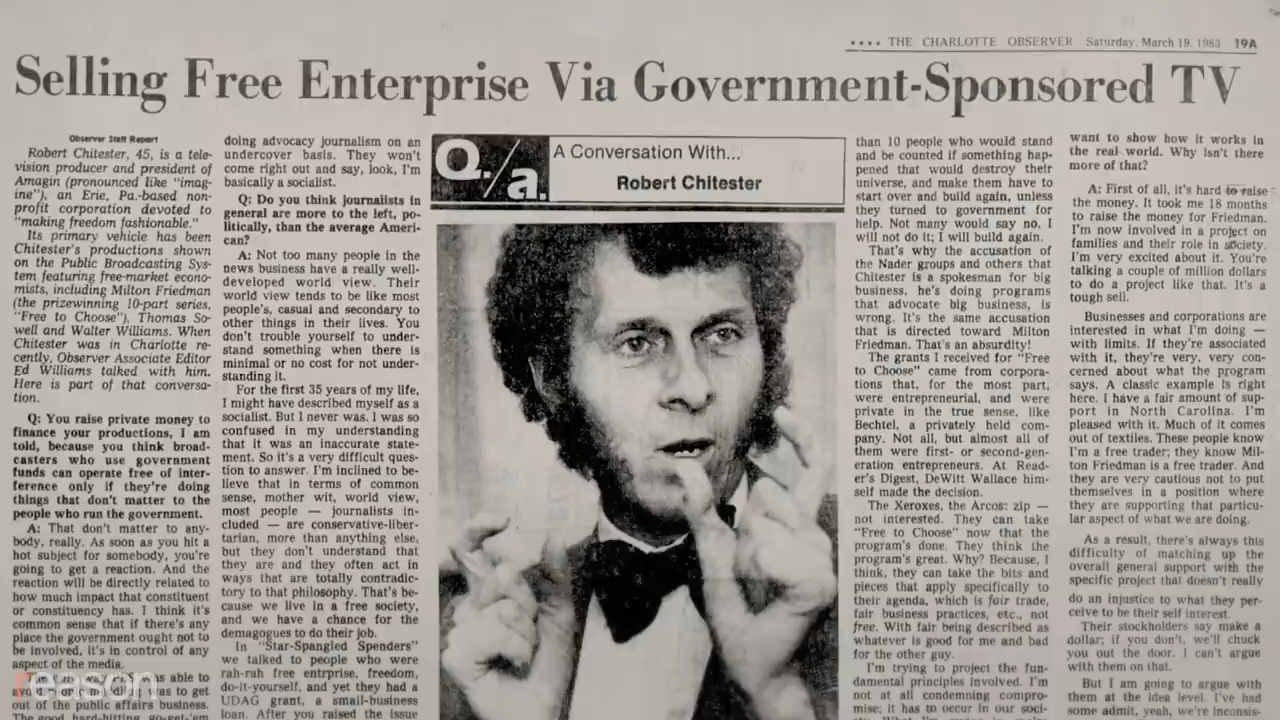 •••• THE CHARLOTTE OBSERVER Saturday, March 19, 1983 19A
Selling Free Enterprise Via Government-Sponsored TV
Observer Staff Report
Robert Chitester, 45, is a tele-
vision producer and president of
Amagin (pronounced like "imag-
ine"), an Erie, Pa.-based non-
profit corporation devoted to
"making freedom fashionable."
Its primary vehicle has been
Chitester's productions shown
on the Public Broadcasting Sys-
tem featuring free-market econo-
mists, including Milton Friedman
(the prizewinning 10-part series,
"Free to Choose"), Thomas So-
well and Walter Williams. When
Chitester was in Charlotte re-
cently, Observer Associate Editor
Ed Williams talked with him.
Here is part of that conversa-
tion.
Q: You raise private money to
finance your productions, I am
told, because you think broad-
casters who use government
funds can operate free of inter-
ference only if they're doing
things that don't matter to the
people who run the government.
A: That don't matter to any-
body, really. As soon as you hit a
hot subject for somebody, you're
going to get a reaction. And the
reaction will be directly related to
how much impact that constituent
or constituency has. I think it's
common sense that if there's any
place the government ought not to
be involved, it's in control of any
aspect of the media.
able to
was to get
out of the public affairs business.
The good, hard-hitting, go-get-'em
reason
doing advocacy journalism on an
undercover basis. They won't
come right out and say, look, I'm
basically a socialist.
Q: Do you think journalists in
general are more to the left, po-
litically, than the average Ameri-
can?
A: Not too many people in the
news business have a really well-
developed world view. Their
world view tends to be like most
people's, casual and secondary to
other things in their lives. You
don't trouble yourself to under-
stand something when there is
minimal or no cost for not under-
standing it.
For the first 35 years of my life,
I might have described myself as a
socialist. But I never was. I was so
confused in my understanding
that it was an inaccurate state-
ment. So it's a very difficult ques-
tion to answer. I'm inclined to be-
lieve that in terms of common
sense, mother wit, world view,
most people — journalists in-
cluded — are conservative-liber-
tarian, more than anything else,
but they don't understand that
they are and they often act in
ways that are totally contradic-
tory to that philosophy. That's be-
cause we live in a free society,
and we have a chance for the
demagogues to do their job.
In "Star-Spangled Spenders"
we talked to people who were
rah-rah free entrprise, freedom,
do-it-yourself, and yet they had a
UDAG grant, a small-business
loan. After you raised the issue
Q./a.
A Conversation With...
Robert Chitester
than 10 people who would stand
and be counted if something hap-
pened that would destroy their
universe, and make them have to
start over and build again, unless
they turned to government for
help. Not many would say no, I
will not do it; I will build again.
That's why the accusation of
the Nader groups and others that
Chitester is a spokesman for big
business, he's doing programs
that advocate big business, is
wrong. It's the same accusation
that is directed toward Milton
Friedman. That's an absurdity!
The grants I received for "Free
to Choose" came from corpora-
tions that, for the most part,
were entrepreneurial, and were
private in the true sense, like
Bechtel, a privately held com-
pany. Not all, but almost all of
them were first- or second-gen-
eration entrepreneurs. At Read-
er's Digest, DeWitt Wallace him-
self made the decision.
The Xeroxes, the Arcos: zip —
not interested. They can take
"Free to Choose" now that the
program's done. They think the
program's great. Why? Because, I
think, they can take the bits and
pieces that apply specifically to
their agenda, which is fair trade,
fair business practices, etc., not
free. With fair being described as
whatever is good for me and bad
for the other guy.
I'm trying to project the fun-
damental principles involved. I'm
not at all condemning compro-
mise; it has to occur in our soci-
want to show how it works in
the real world. Why isn't there
more of that?
A: First of all, it's hard to raise
the money. It took me 18 months
to raise the money for Friedman.
I'm now involved in a project on
families and their role in society.
I'm very excited about it. You're
talking a couple of million dollars
to do a project like that. It's a
tough sell.
Businesses and corporations are
interested in what I'm doing —
with limits. If they're associated
with it, they're very, very con-
cerned about what the program
says. A classic example is right
here. I have a fair amount of sup-
port in North Carolina. I'm
pleased with it. Much of it comes
out of textiles. These people know
I'm a free trader; they know Mil-
ton Friedman is a free trader. And
they are very cautious not to put
themselves in a position where
they are supporting that particu-
lar aspect of what we are doing.
As a result, there's always this
difficulty of matching up the
overall general support with the
specific project that doesn't really
do an injustice to what they per-
ceive to be their self interest.
Their stockholders say make a
dollar; if you don't, we'll chuck
you out the door. I can't argue
with them on that.
But I am going to argue with
them at the idea level. I've had
some admit, yeah, we're inconsis-